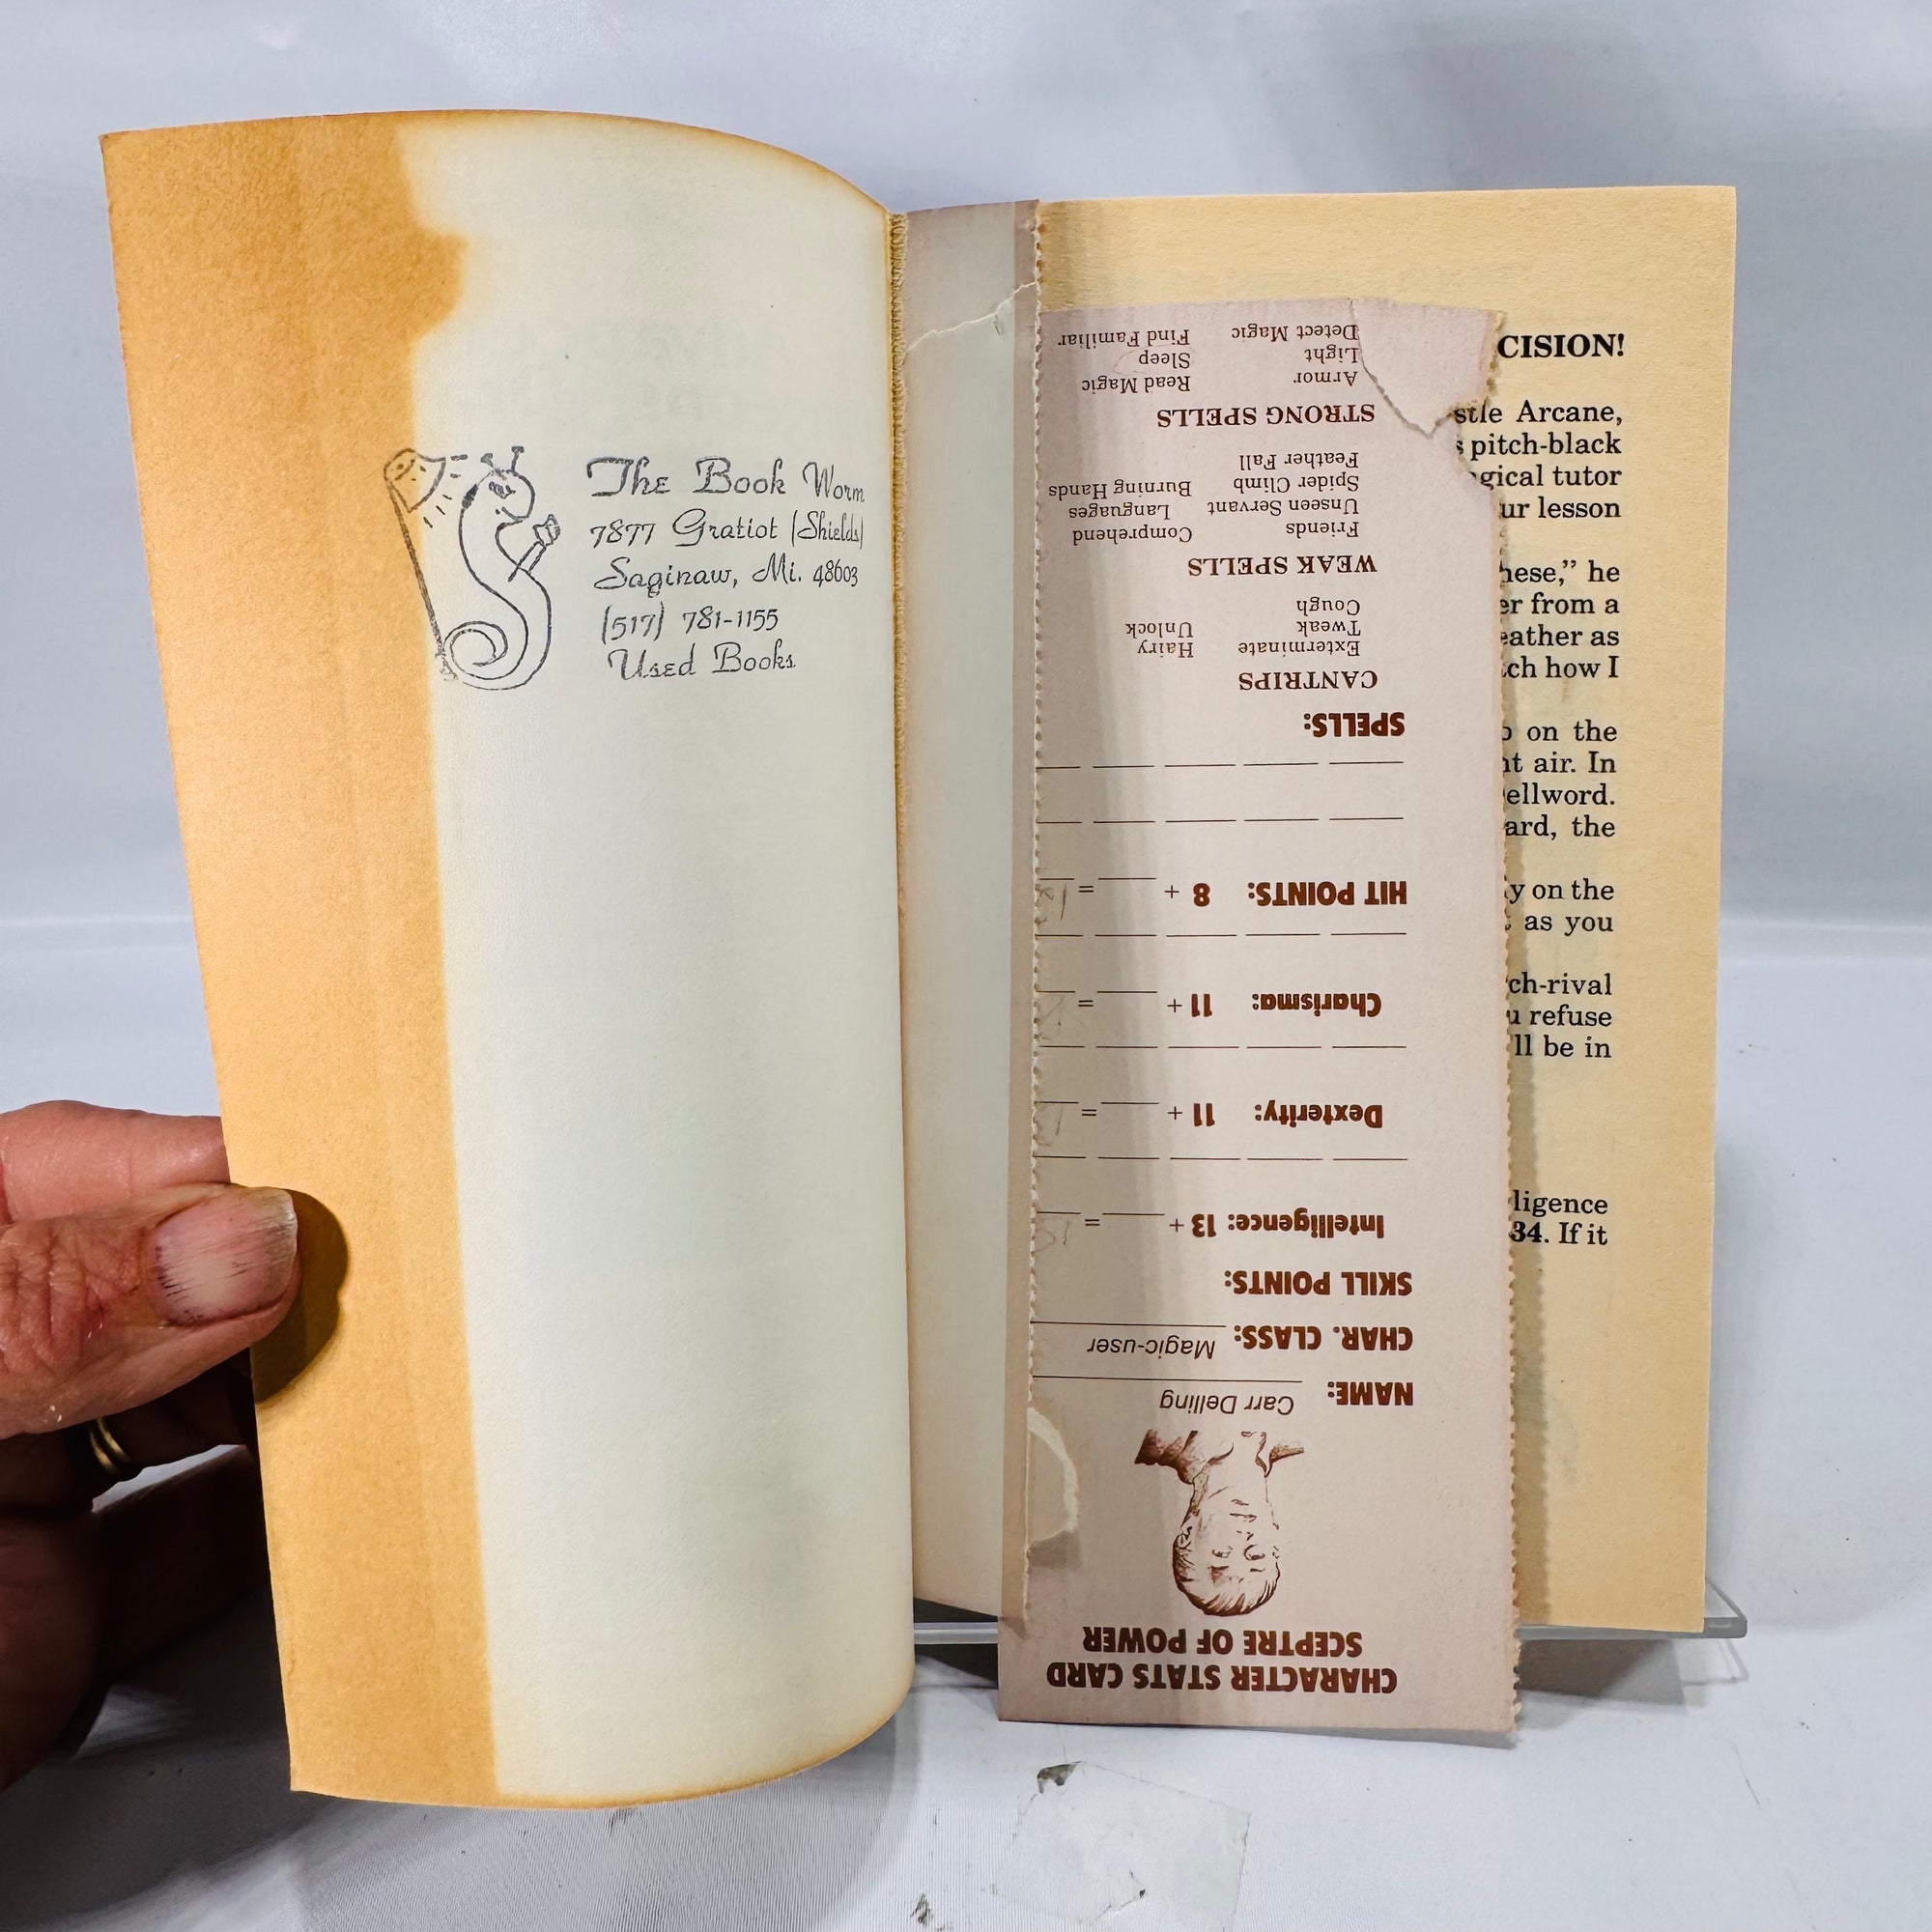 The Book Worm
7877 Gratiot (Shields)
Saginaw, Mi. 48603
(517) 781-1155
Used Books
CHARACTER STATS CARD
SCEPTRE OF POWER
NAME: Carr Delling
CHAR. CLASS: Magic-user
SKILL POINTS:
Intelligence: 13 + =
Dexterity: 11 + =
Charisma: 11 + =
HIT POINTS: 8 + =
SPELLS:
CANTRIPS
Exterminate Hairy
Tweak Unlock
Cough
WEAK SPELLS
Friends Comprehend
Unseen Servant Languages
Spider Climb Burning Hands
Feather Fall
STRONG SPELLS
Armor Read Magic
Light Sleep
Detect Magic Find Familiar
CISION!
Arcane,
pitch-black
gical tutor
ur lesson
hese,” he
er from a
eather as
ch how I
on the
air. In
ellword.
ard, the
y on the
as you
ch-rival
u refuse
'll be in
ligence
34. If it